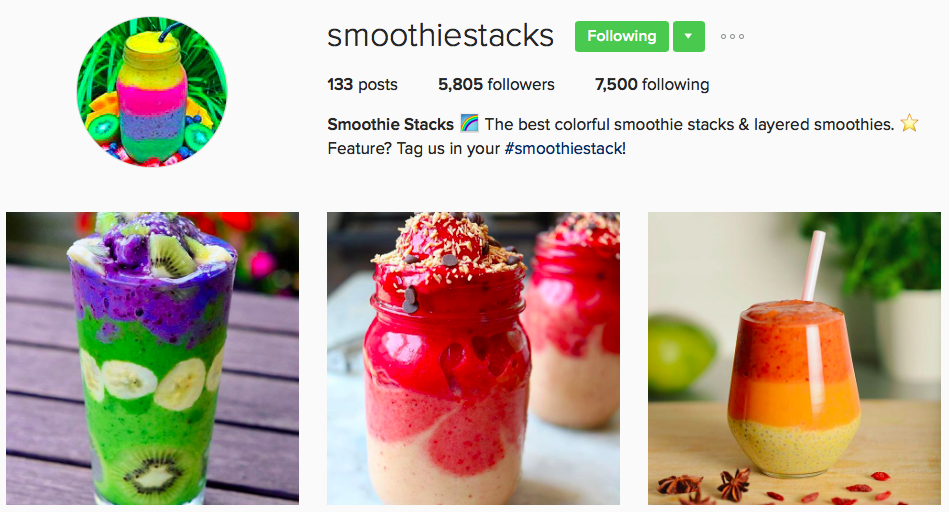 smoothiestacks Following
133 posts 5,805 followers 7,500 following
Smoothie Stacks 🌈 The best colorful smoothie stacks & layered smoothies. ⭐
Feature? Tag us in your #smoothiestack!